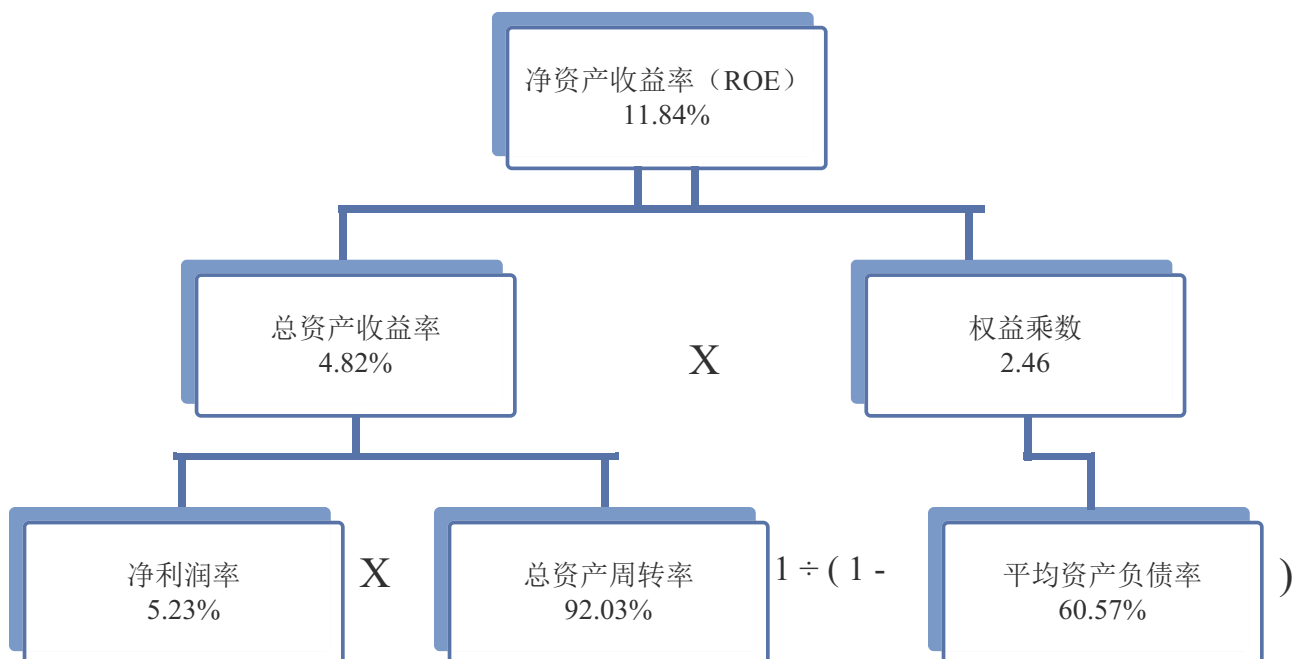 净资产收益率（ROE）
11.84%
总资产收益率
4.82%
X
权益乘数
2.46
净利润率
5.23%
X
总资产周转率
92.03%
1 ÷ ( 1 -
平均资产负债率
60.57%
)